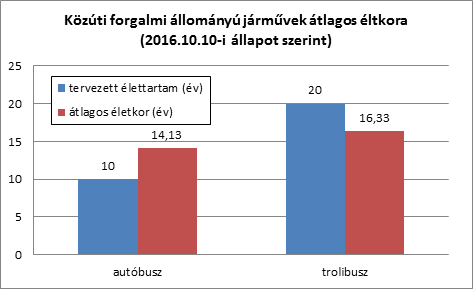 Közúti forgalmi állományú járművek átlagos éltkora
(2016.10.10-i állapot szerint)
25
20
15
10
5
0
tervezett élettartam (év)
átlagos életkor (év)
10
14,13
20
16,33
autóbusz
trolibusz